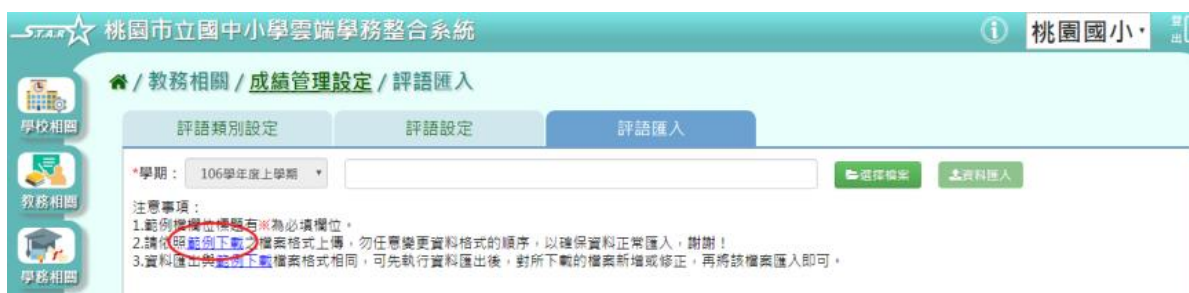 STAR 桃園市立國中小學雲端學務整合系統
桃園國小
登出
/ 教務相關 / 成績管理設定 / 評語匯入
學校相關
評語類別設定 評語設定 評語匯入
*學期： 106學年度上學期 選擇檔案 資料匯入
教務相關
注意事項：
1.範例檔欄位標題有※為必填欄位。
2.請依照範例下載之檔案格式上傳，勿任意變更資料格式的順序，以確保資料正常匯入，謝謝！
3.資料匯出與範例下載檔案格式相同，可先執行資料匯出後，對所下載的檔案新增或修正，再將該檔案匯入即可。
學務相關